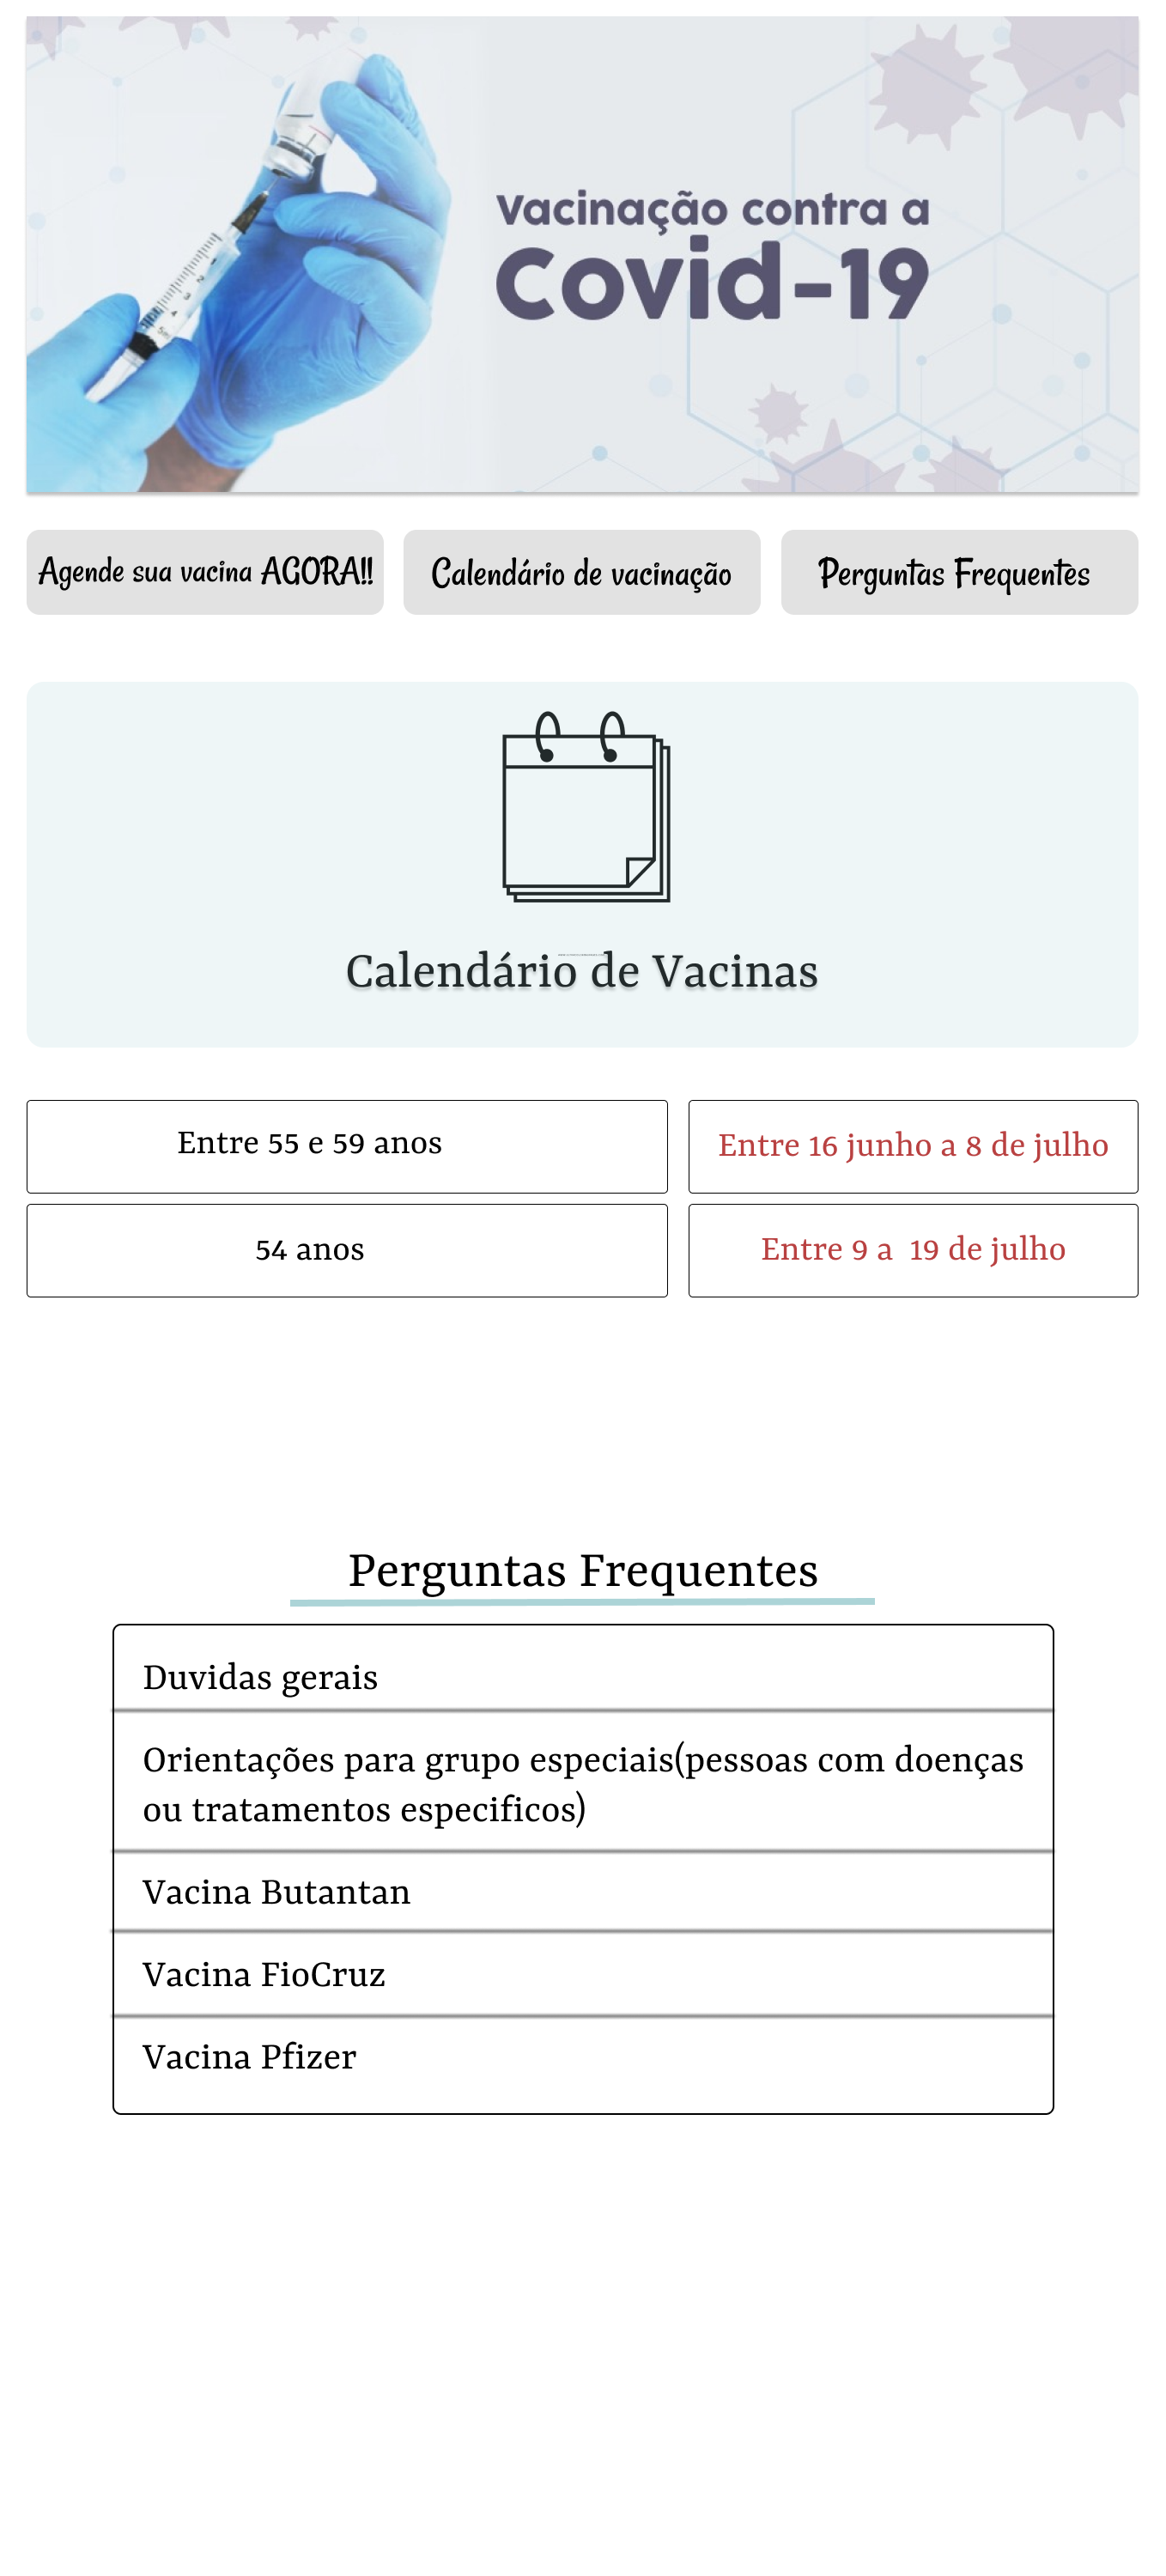 Vacinação contra a
Covid-19
Agende sua vacina AGORA!!
Calendário de vacinação
Perguntas Frequentes
Calendário de Vacinas
Entre 55 e 59 anos
Entre 16 junho a 8 de julho
54 anos
Entre 9 a  19 de julho
Perguntas Frequentes
Duvidas gerais
Orientações para grupo especiais(pessoas com doenças
ou tratamentos especificos)
Vacina Butantan
Vacina FioCruz
Vacina Pfizer